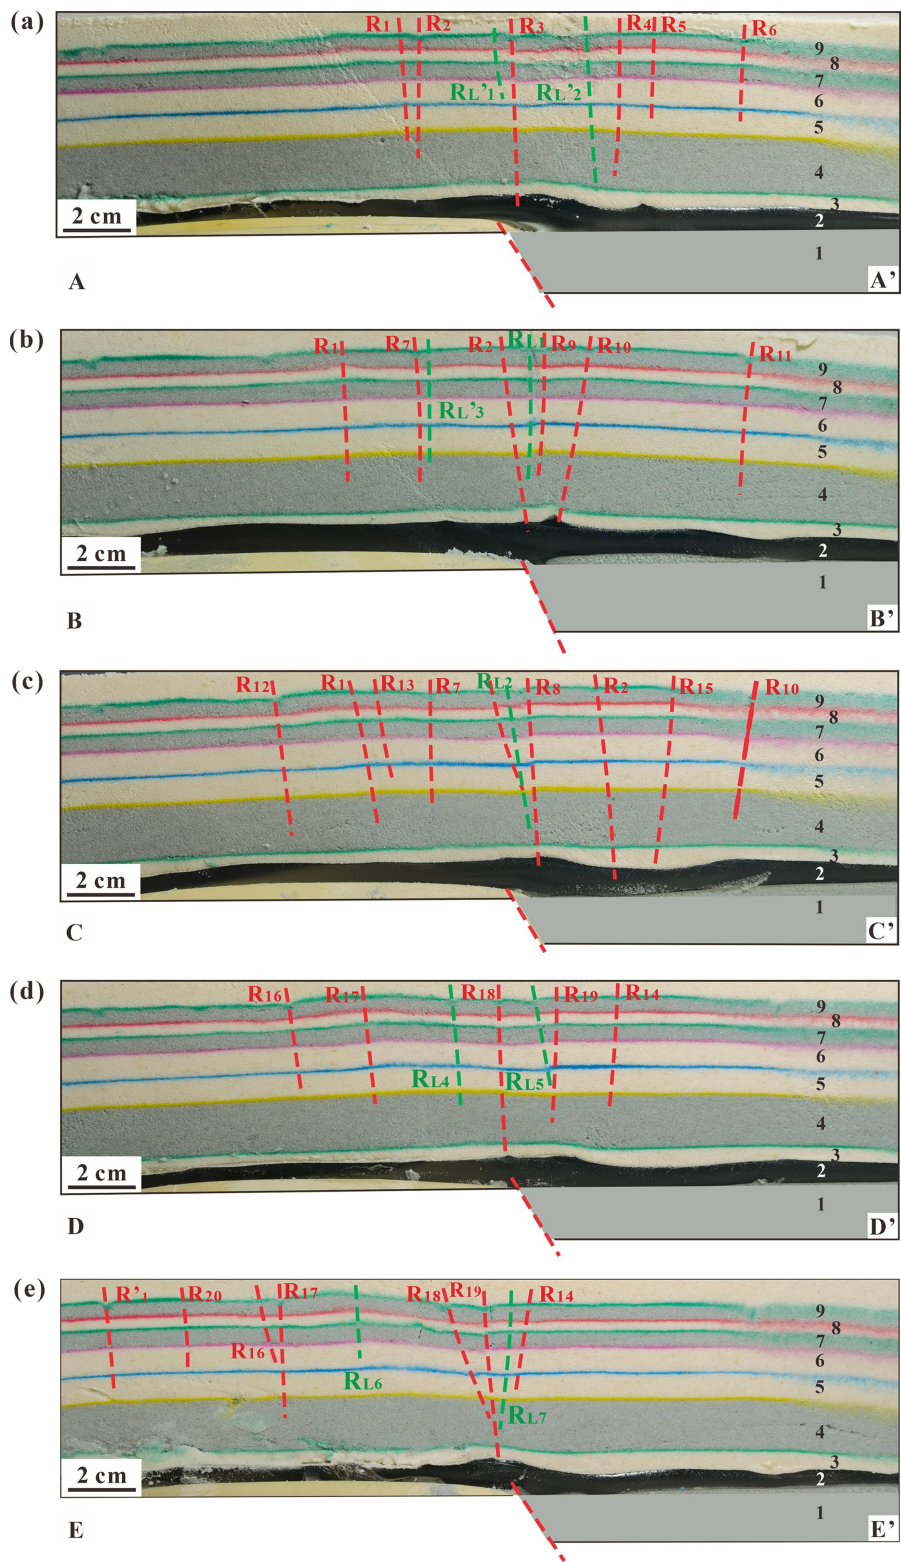 (a)
R1 R2 R3 R4 R5 R6
RL'1 RL'2
9
8
7
6
5
4
3
2
1
2 cm
A A'
(b)
R1 R7 R2 RL1 R9 R10 R11
RL'3
9
8
7
6
5
4
3
2
1
2 cm
B B'
(c)
R12 R1 R13 R7 RL2 R8 R2 R15 R10
9
8
7
6
5
4
3
2
1
2 cm
C C'
(d)
R16 R17 R18 R19 R14
RL4 RL5
9
8
7
6
5
4
3
2
1
2 cm
D D'
(e)
R'1 R20 R17 R18 R19 R14
R16
RL6
RL7
9
8
7
6
5
4
3
2
1
2 cm
E E'